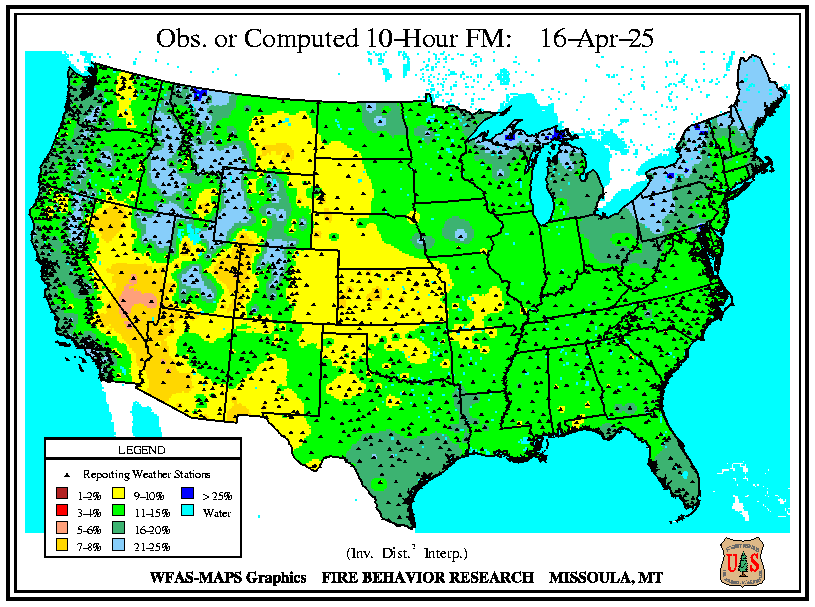 Obs. or Computed 10-Hour FM: 16-Apr-25
LEGEND
Reporting Weather Stations
1-2% 9-10% > 25%
3-4% 11-15% Water
5-6% 16-20%
7-8% 21-25%
(Inv. Dist.² Interp.)
WFAS-MAPS Graphics FIRE BEHAVIOR RESEARCH MISSOULA, MT
U S